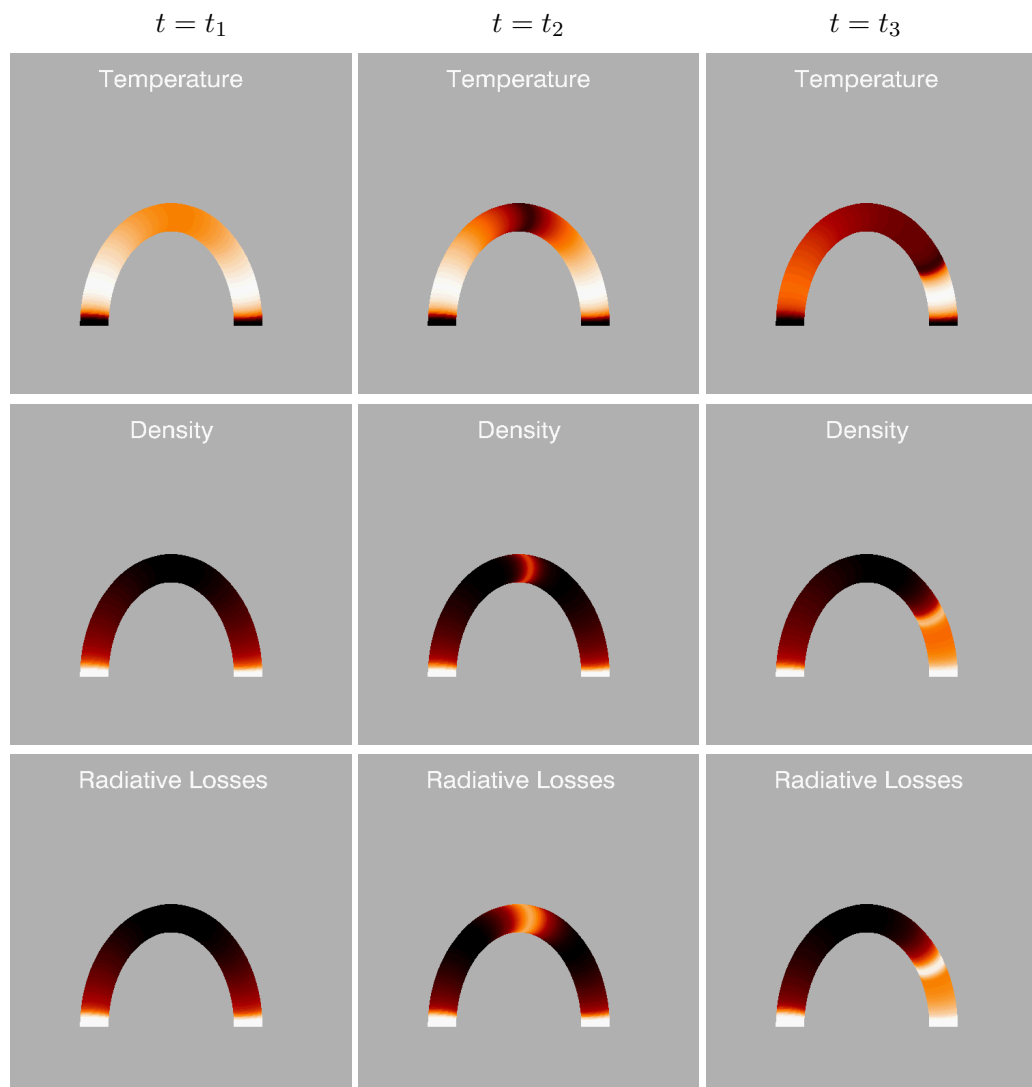 t = t₁ t = t₂ t = t₃
Temperature Temperature Temperature
Density Density Density
Radiative Losses Radiative Losses Radiative Losses